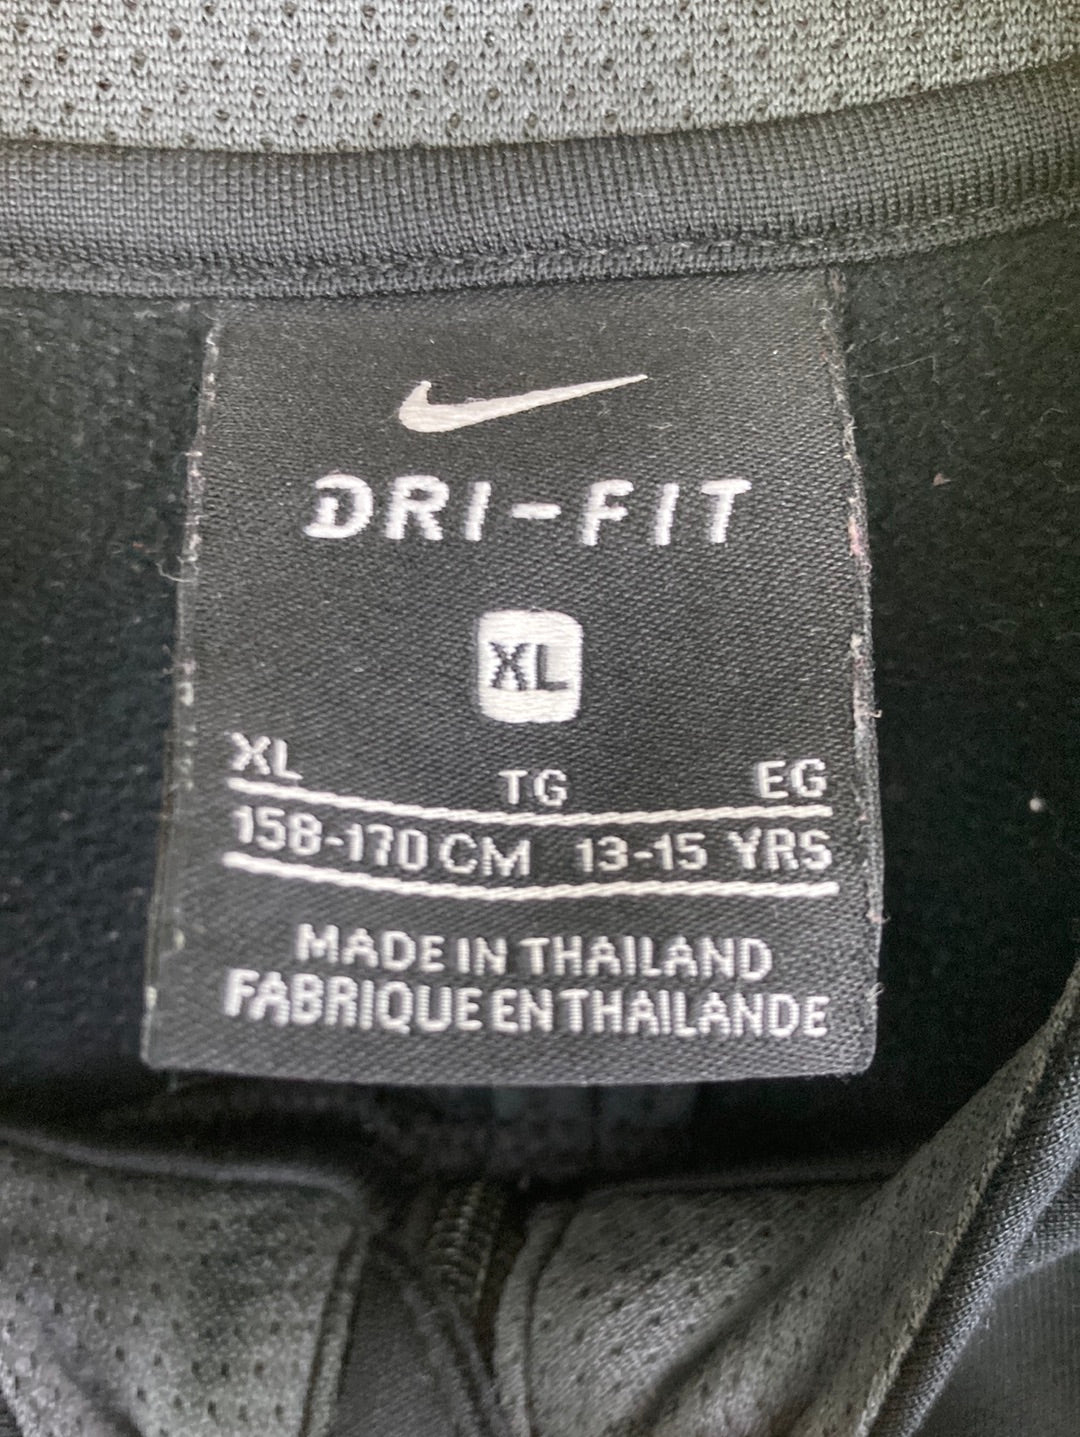 DRI-FIT
XL
XL TG EG
158-170 CM 13-15 YRS
MADE IN THAILAND
FABRIQUE EN THAILANDE